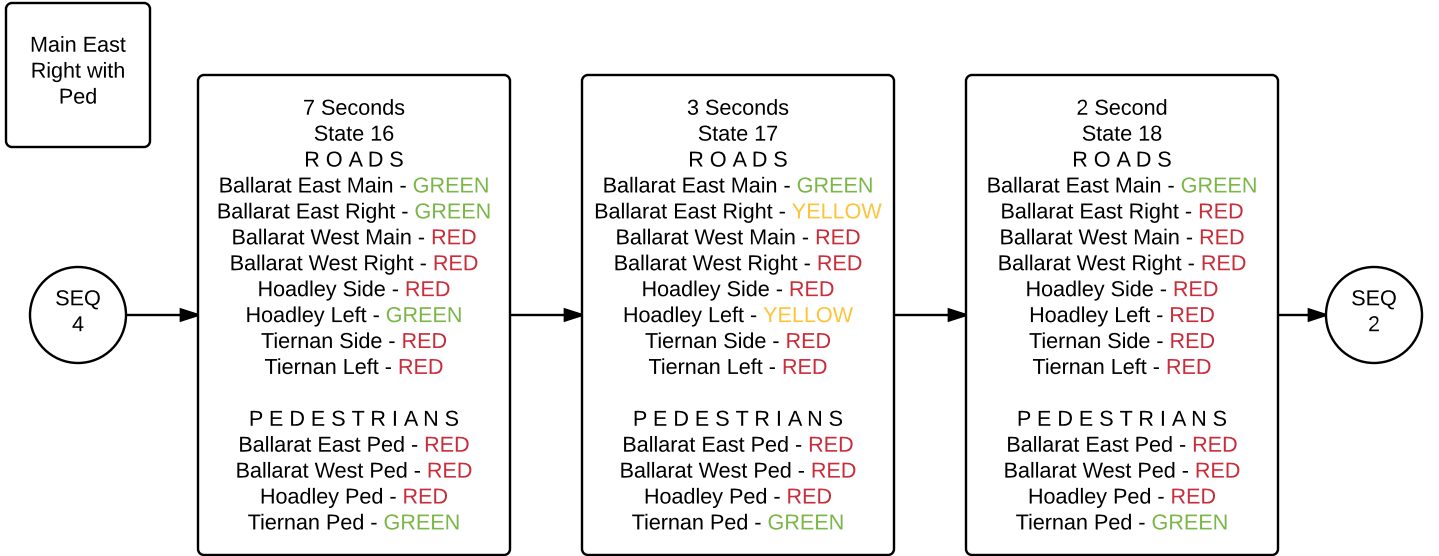 Main East
Right with
Ped
SEQ
4
7 Seconds
State 16
R O A D S
Ballarat East Main - GREEN
Ballarat East Right - GREEN
Ballarat West Main - RED
Ballarat West Right - RED
Hoadley Side - RED
Hoadley Left - GREEN
Tiernan Side - RED
Tiernan Left - RED
P E D E S T R I A N S
Ballarat East Ped - RED
Ballarat West Ped - RED
Hoadley Ped - RED
Tiernan Ped - GREEN
3 Seconds
State 17
R O A D S
Ballarat East Main - GREEN
Ballarat East Right - YELLOW
Ballarat West Main - RED
Ballarat West Right - RED
Hoadley Side - RED
Hoadley Left - YELLOW
Tiernan Side - RED
Tiernan Left - RED
P E D E S T R I A N S
Ballarat East Ped - RED
Ballarat West Ped - RED
Hoadley Ped - RED
Tiernan Ped - GREEN
2 Second
State 18
R O A D S
Ballarat East Main - GREEN
Ballarat East Right - RED
Ballarat West Main - RED
Ballarat West Right - RED
Hoadley Side - RED
Hoadley Left - RED
Tiernan Side - RED
Tiernan Left - RED
P E D E S T R I A N S
Ballarat East Ped - RED
Ballarat West Ped - RED
Hoadley Ped - RED
Tiernan Ped - GREEN
SEQ
2